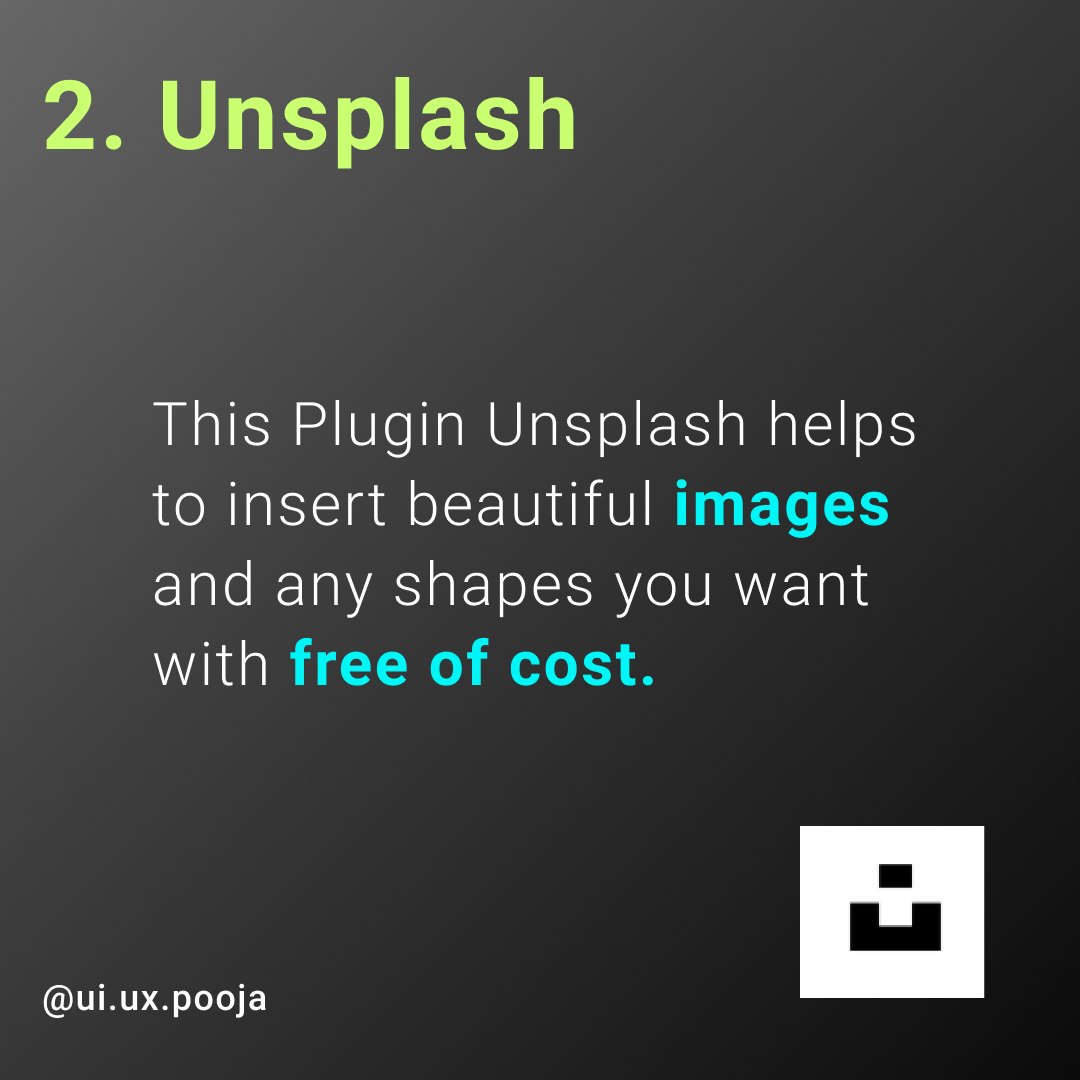 2. Unsplash
This Plugin Unsplash helps
to insert beautiful images
and any shapes you want
with free of cost.
@ui.ux.pooja